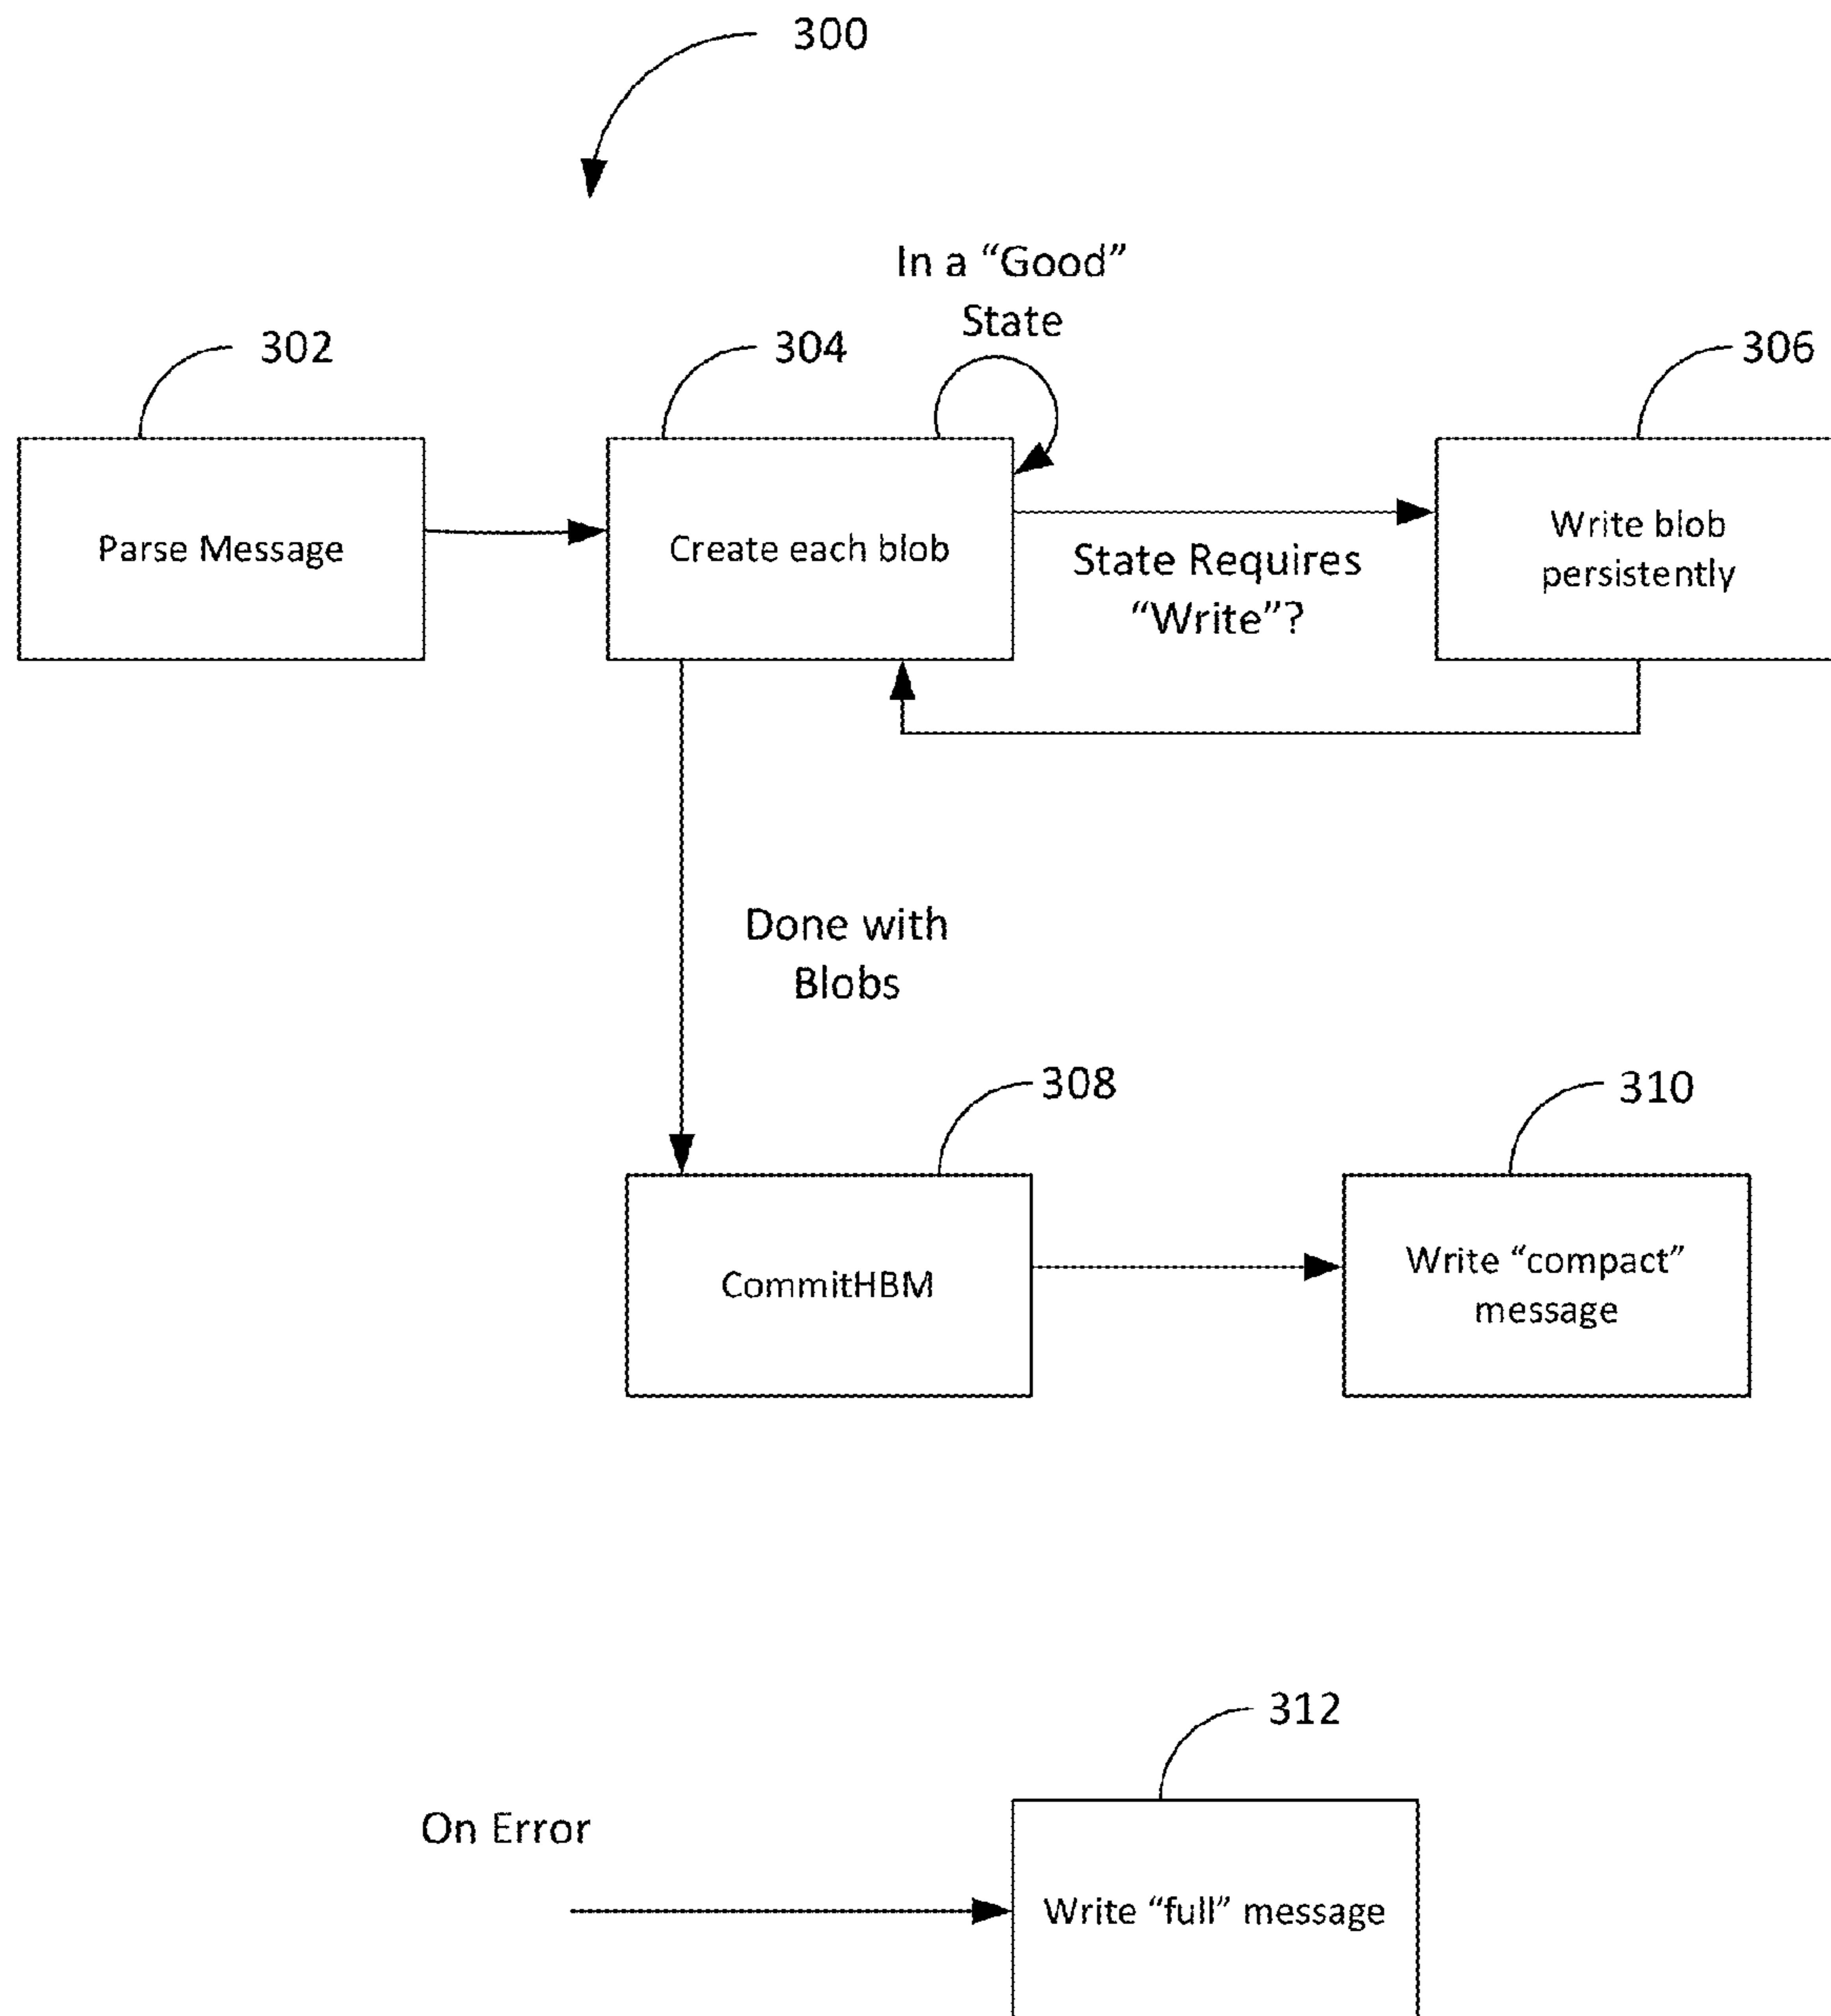 300
In a “Good”
State
302
304
306
Parse Message
Create each blob
State Requires
“Write”?
Write blob
persistently
Done with
Blobs
308
310
CommitHBM
Write “compact”
message
312
On Error
Write “full” message